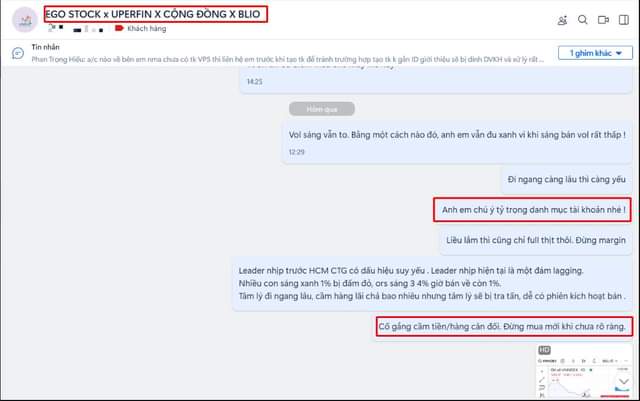 EGO STOCK x UPERFIN X CỘNG ĐỒNG X BLIO
Khách hàng
Tin nhắn
Phan Trọng Hiếu: a/c nào về bên em nma chưa có tk VPS thì liên hệ em trước khi tạo tk để tránh trường hợp tạo tk k gắn ID giới thiệu sẽ bị dính DVKH và xử lý rất ...
1 ghim khác
14:25
Hôm qua
Vol sáng vẫn to. Bằng một cách nào đó, anh em vẫn đu xanh vi khi sáng bán vol rất thấp !
12:29
Đi ngang càng lâu thì càng yếu
Anh em chú ý tỷ trọng danh mục tài khoản nhé !
Liều lắm thì cũng chỉ full thịt thôi. Đừng margin
Leader nhịp trước HCM CTG có dấu hiệu suy yếu . Leader nhịp hiện tại là một đám lagging.
Nhiều con sáng xanh 1% bị đấm đỏ, ors sáng 3 4% giờ bán về còn 1%.
Tâm lý đi ngang lâu, cầm hàng lãi chả bao nhiêu nhưng tâm lý sẽ bị tra tấn, dễ có phiên kích hoạt bán .
Cố gắng cầm tiền/hàng cân đối. Đừng mua mới khi chưa rõ ràng.
HD